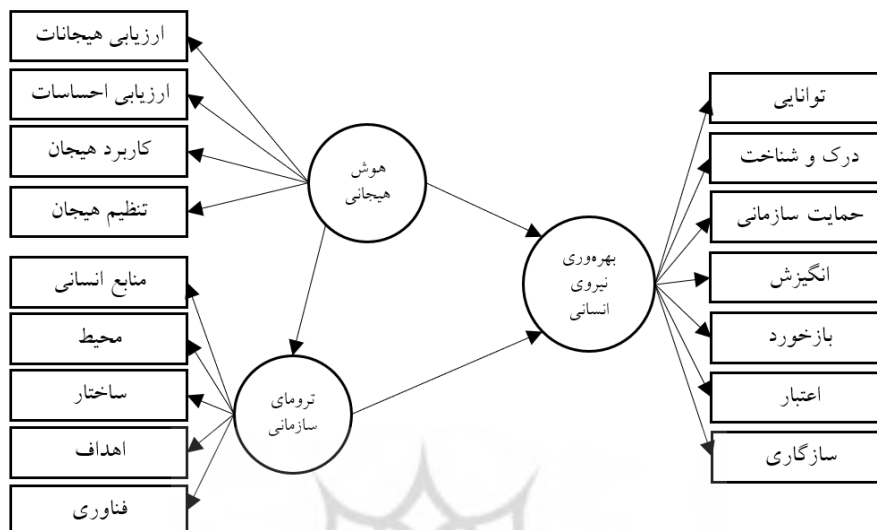 ارزیابی هیجانات
ارزیابی احساسات
کاربرد هیجان
تنظیم هیجان
منابع انسانی
محیط
ساختار
اهداف
فناوری
هوش
هیجانی
ترومای
سازمانی
بهره‌وری
نیروی
انسانی
توانایی
درک و شناخت
حمایت سازمانی
انگیزش
بازخورد
اعتبار
سازگاری